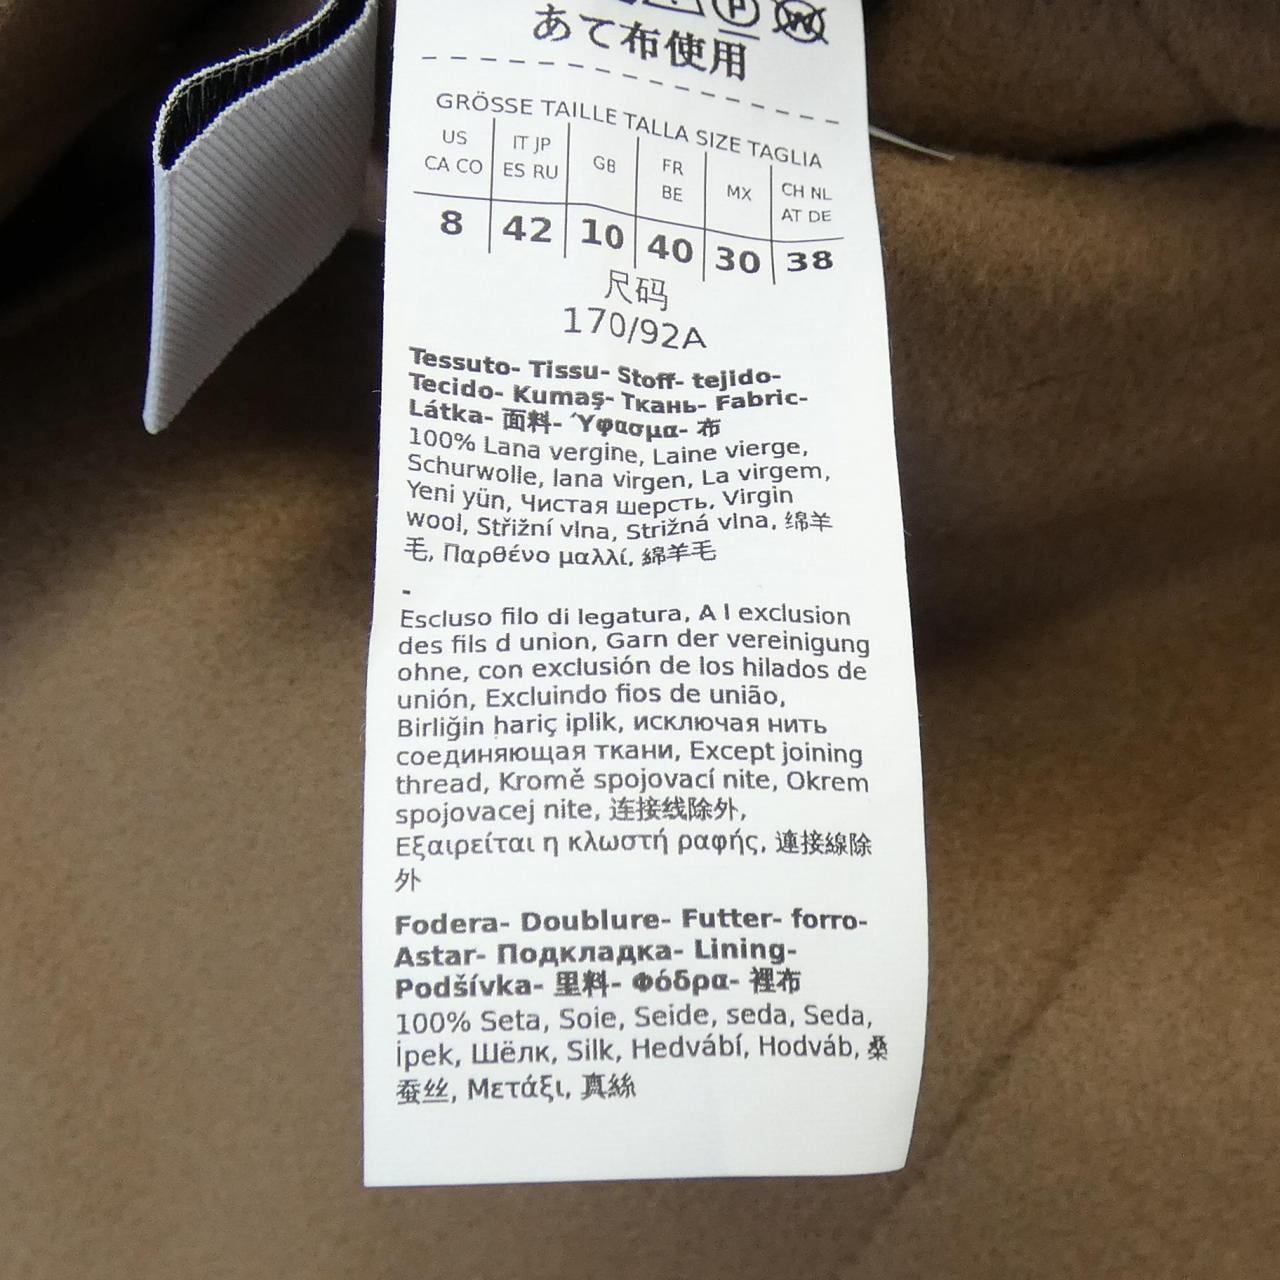 P
W
あて布使用
GRÖSSE TAILLE TALLA SIZE TAGLIA
US CA CO
IT JP ES RU
GB
FR BE
MX
CH NL AT DE
8 42 10 40 30 38
尺码
170/92A
Tessuto- Tissu- Stoff- tejido-
Tecido- Kumaş- Ткань- Fabric-
Látka- 面料- Ύφασμα- 布
100% Lana vergine, Laine vierge,
Schurwolle, lana virgen, La virgem,
Yeni yün, Чистая шерсть, Virgin
wool, Střižní vlna, Strižná vlna, 绵羊
毛, Παρθένο μαλλί, 綿羊毛
-
Escluso filo di legatura, A l exclusion
des fils d union, Garn der vereinigung
ohne, con exclusión de los hilados de
unión, Excluindo fios de união,
Birliğin hariç iplik, исключая нить
соединяющая ткани, Except joining
thread, Kromě spojovací nite, Okrem
spojovacej nite, 连接线除外,
Εξαιρείται η κλωστή ραφής, 連接線除
外
Fodera- Doublure- Futter- forro-
Astar- Подкладка- Lining-
Podšívka- 里料- Φόδρα- 裡布
100% Seta, Soie, Seide, seda, Seda,
İpek, Шёлк, Silk, Hedvábí, Hodváb, 桑
蚕丝, Μετάξι, 真絲